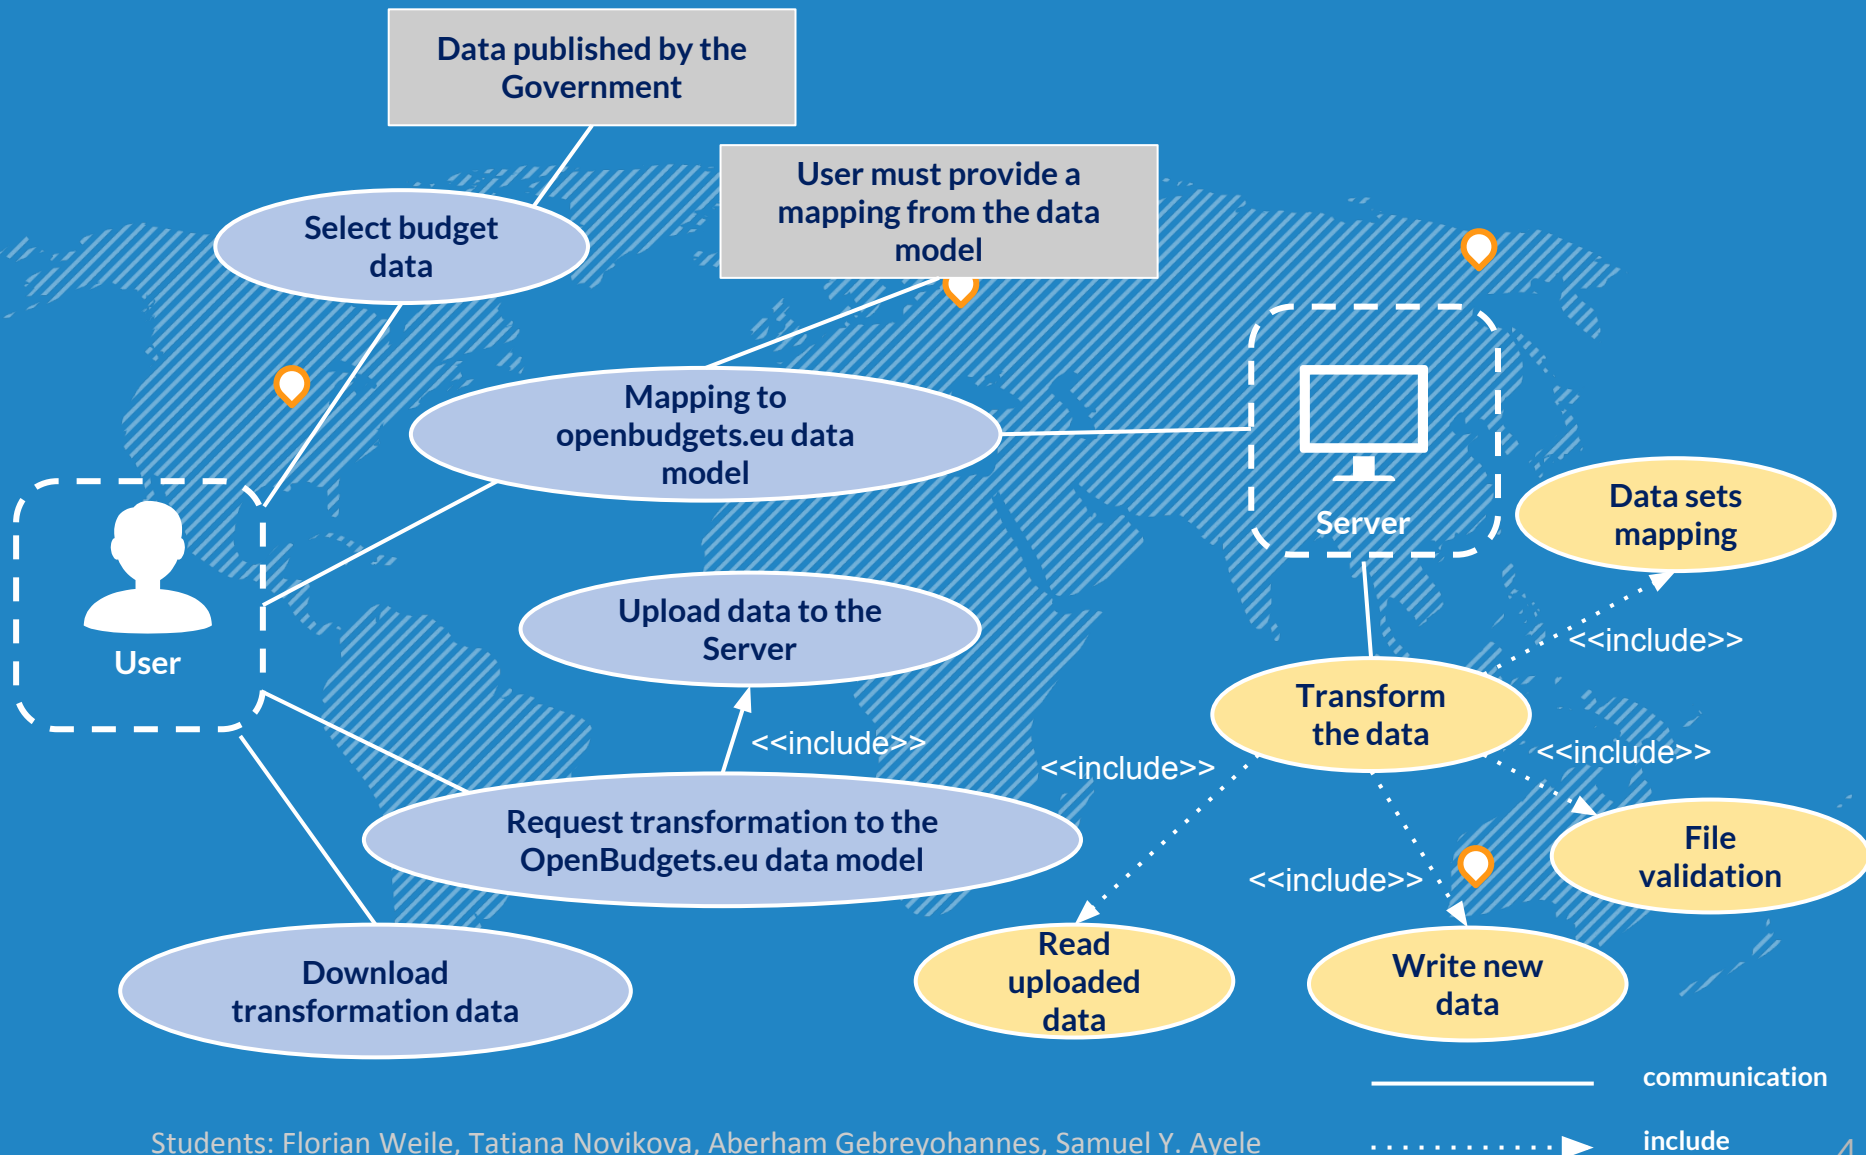 Data published by the
Government
User must provide a
mapping from the data
model
Select budget
data
Mapping to
openbudgets.eu data
model
Server
Data sets
mapping
User
Upload data to the
Server
<<include>>
Transform
the data
<<include>>
<<include>>
<<include>>
Request transformation to the
OpenBudgets.eu data model
File
validation
<<include>>
Download
transformation data
Read
uploaded
data
Write new
data
communication
include
Students: Florian Weile, Tatiana Novikova, Aberham Gebreyohannes, Samuel Y. Ayele
4